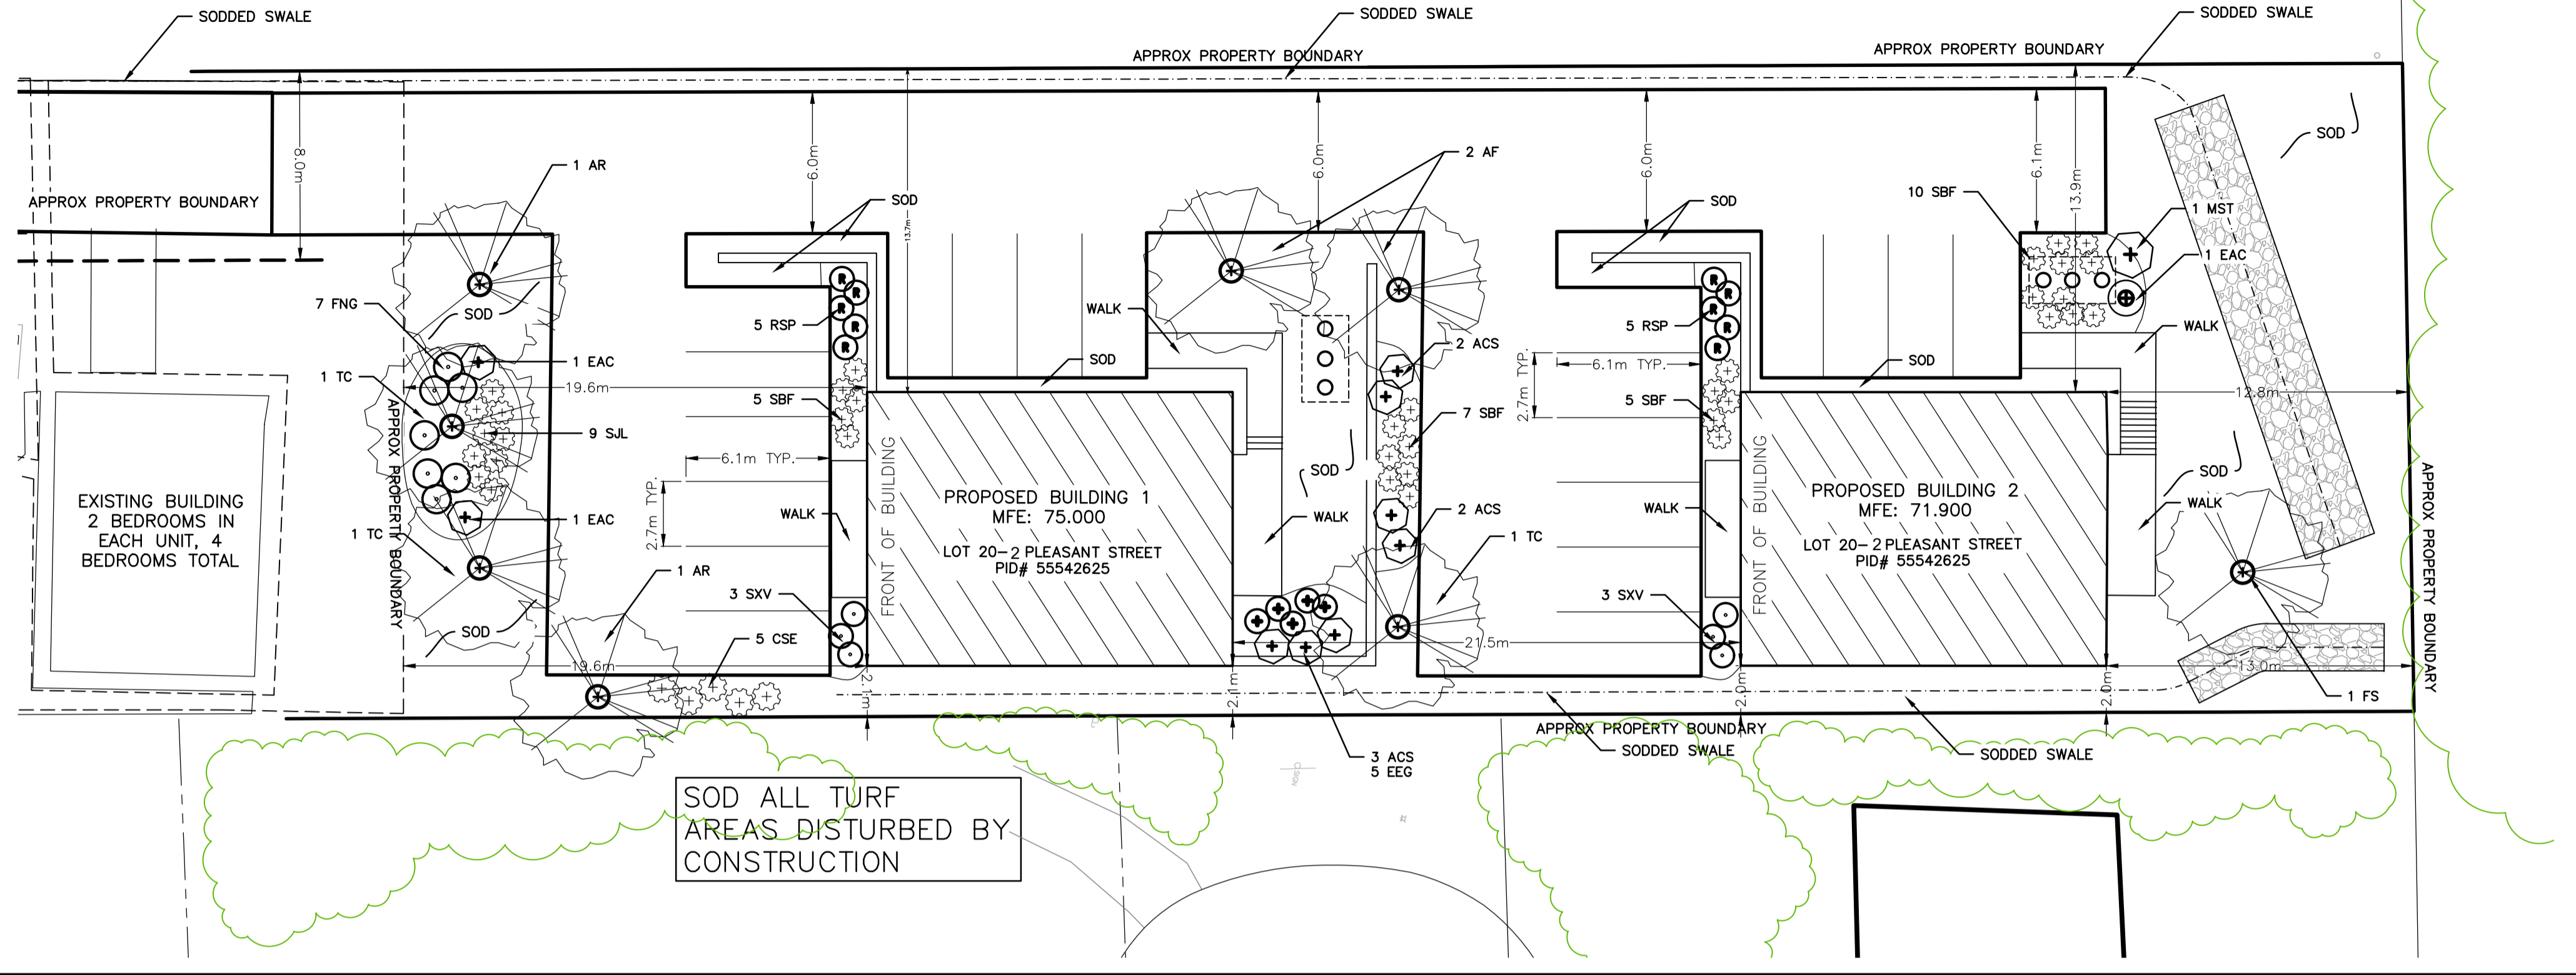 SODDED SWALE
SODDED SWALE
SODDED SWALE
APPROX PROPERTY BOUNDARY
APPROX PROPERTY BOUNDARY
8.0m
6.0m
6.0m
6.0m
6.1m
13.9m
13.7m
SOD
1 AR
2 AF
APPROX PROPERTY BOUNDARY
SOD
SOD
10 SBF
1 MST
1 EAC
7 FNG
SOD
WALK
5 RSP
5 RSP
WALK
1 EAC
SOD
2 ACS
SOD
1 TC
19.6m
6.1m TYP.
2.7m TYP.
12.8m
5 SBF
7 SBF
5 SBF
9 SJL
APPROX PROPERTY BOUNDARY
6.1m TYP.
2.7m TYP.
FRONT OF BUILDING
FRONT OF BUILDING
SOD
SOD
APPROX PROPERTY BOUNDARY
EXISTING BUILDING
2 BEDROOMS IN
EACH UNIT, 4
BEDROOMS TOTAL
PROPOSED BUILDING 1
MFE: 75.000
LOT 20-2 PLEASANT STREET
PID# 55542625
PROPOSED BUILDING 2
MFE: 71.900
LOT 20-2 PLEASANT STREET
PID# 55542625
1 EAC
WALK
WALK
2 ACS
WALK
WALK
1 TC
1 TC
1 AR
3 SXV
3 SXV
SOD
5 CSE
21.5m
19.6m
13.0m
2.1m
2.1m
2.0m
2.0m
1 FS
APPROX PROPERTY BOUNDARY
SODDED SWALE
SODDED SWALE
3 ACS
5 EEG
SIGN
SOD ALL TURF
AREAS DISTURBED BY
CONSTRUCTION
R
R
R
R
R
R
R
R
R
R